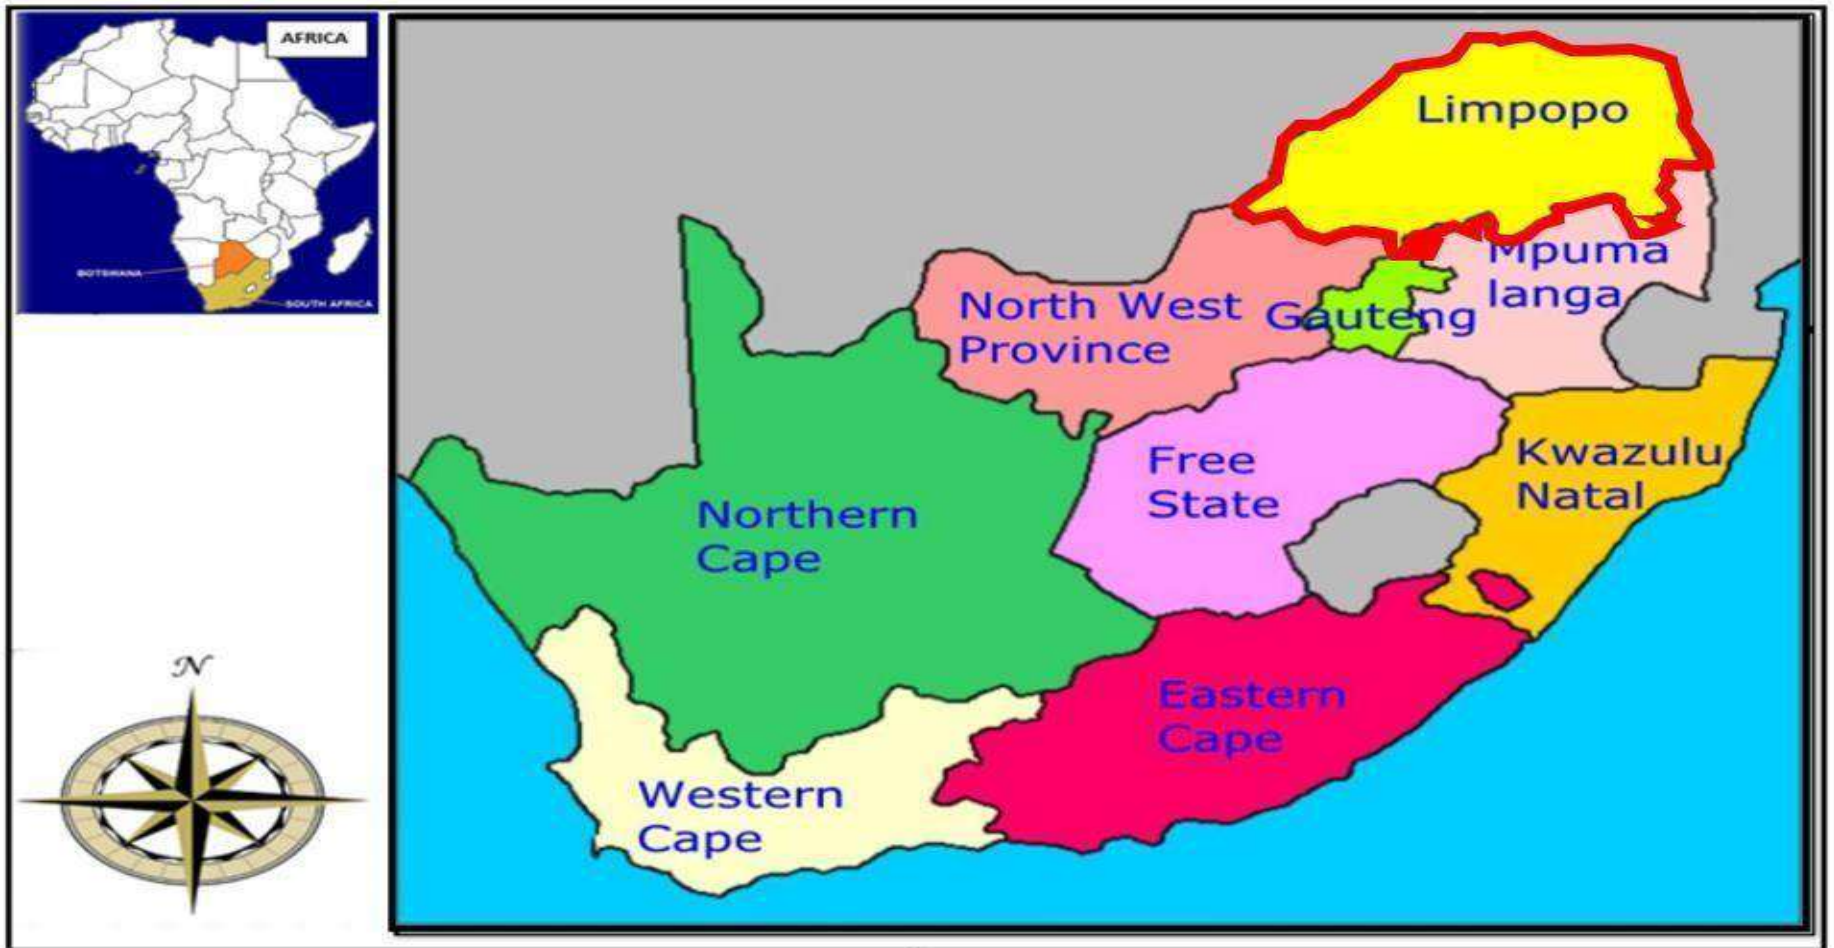 AFRICA
BOTSWANA
SOUTH AFRICA
N
Limpopo
Mpuma
langa
North West
Province
Gauteng
Free
State
Kwazulu
Natal
Northern
Cape
Eastern
Cape
Western
Cape